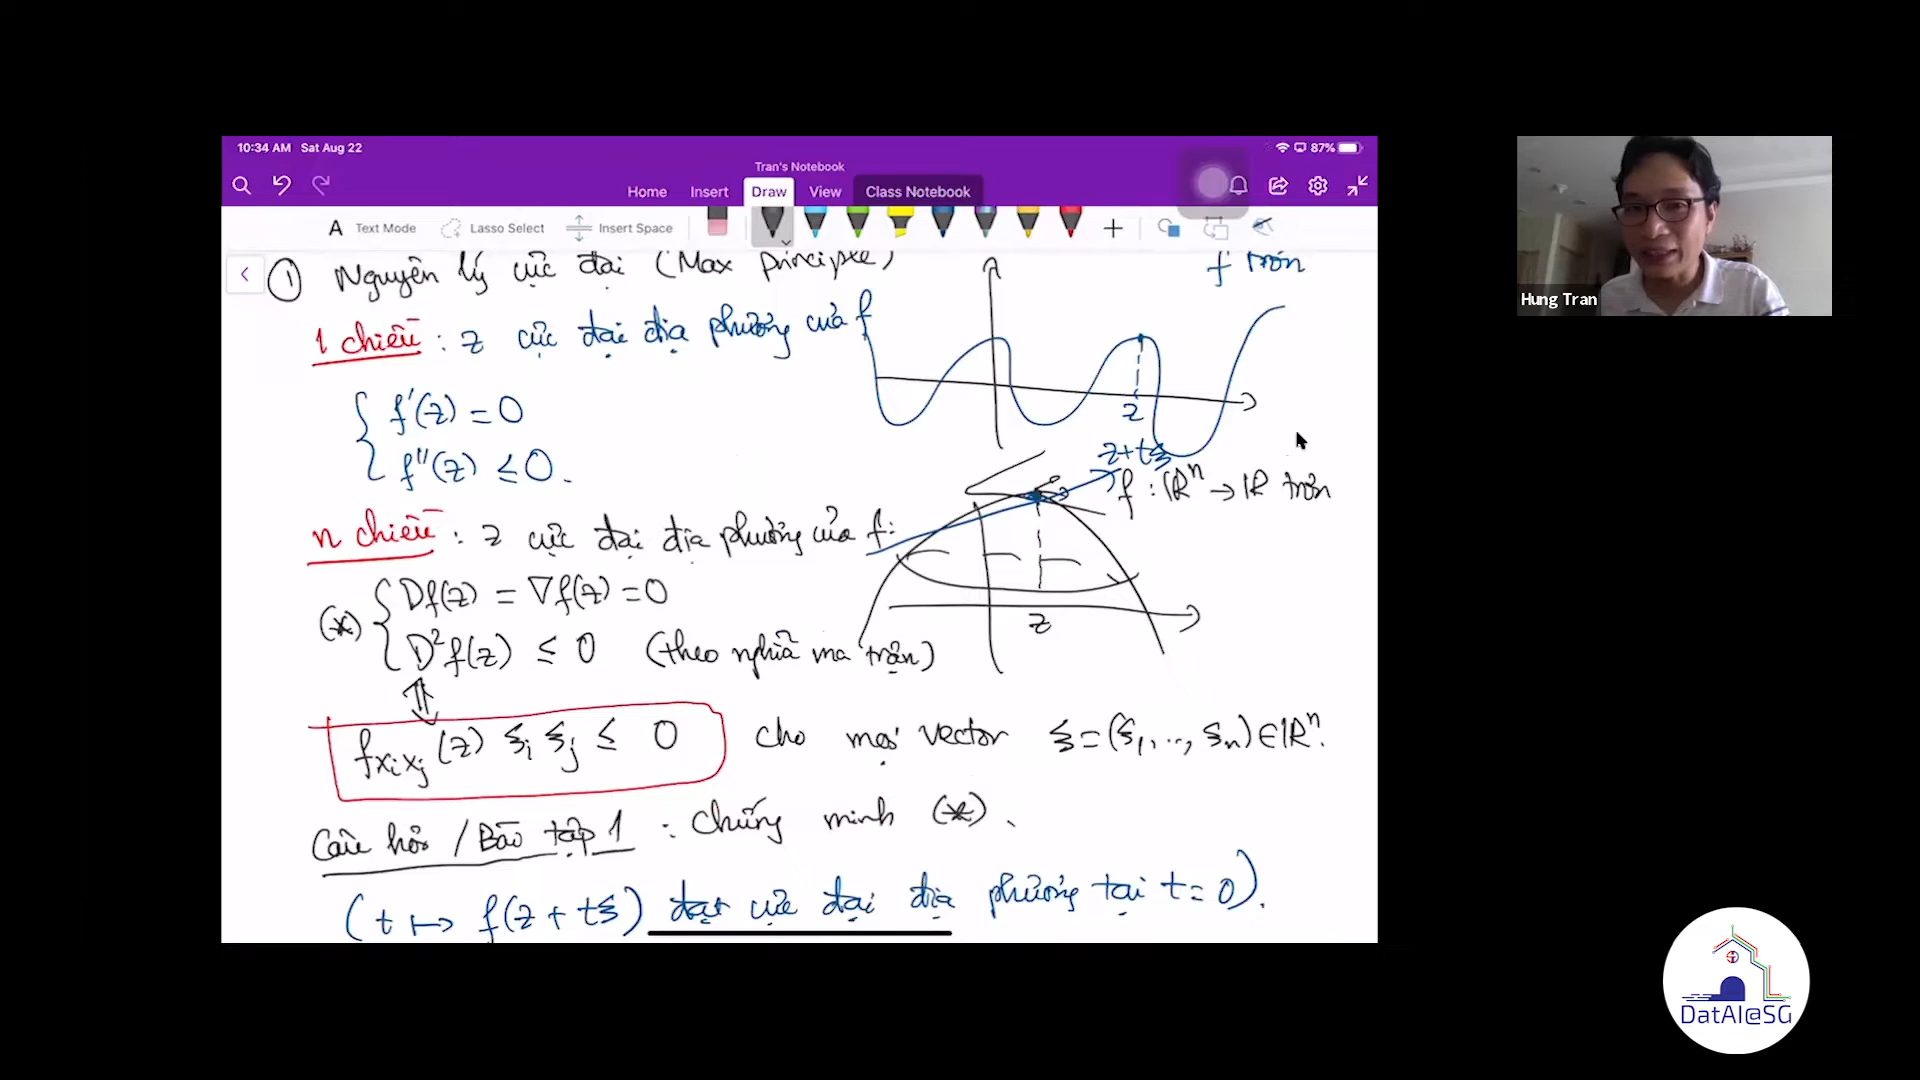 10:34 AM Sat Aug 22
87%
Tran's Notebook
Home Insert Draw View Class Notebook
A Text Mode Lasso Select Insert Space
① Nguyên lý cực đại (Max Principle)
f trơn
1 chiều : z cực đại địa phương của f
f'(z) = 0
f''(z) ≤ 0.
z
z+tξ
f : ℝⁿ → ℝ trơn
n chiều : z cực đại địa phương của f:
(*) Df(z) = ∇f(z) = 0
D²f(z) ≤ 0 (theo nghĩa ma trận)
z
⇕
f_{x_i x_j}(z) ξ_i ξ_j ≤ 0 cho mọi vector ξ = (ξ₁, .., ξₙ) ∈ ℝⁿ.
Câu hỏi / Bài tập 1 : Chứng minh (*).
(t ↦ f(z + tξ) đạt cực đại địa phương tại t = 0).
Hung Tran
DatAI@SG